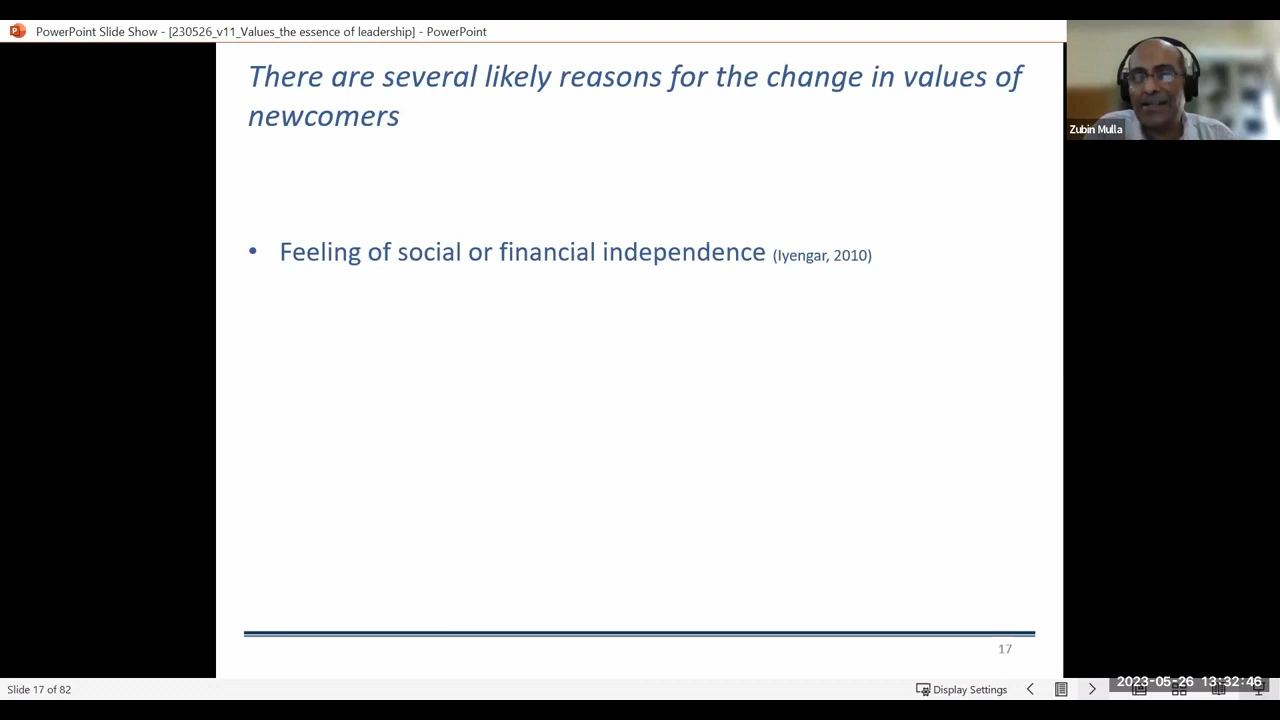 PowerPoint Slide Show - [230526_v11_Values_the essence of leadership] - PowerPoint
Zubin Mulla
There are several likely reasons for the change in values of
newcomers
• Feeling of social or financial independence (Iyengar, 2010)
17
Slide 17 of 82
Display Settings
2023-05-26 13:32:46